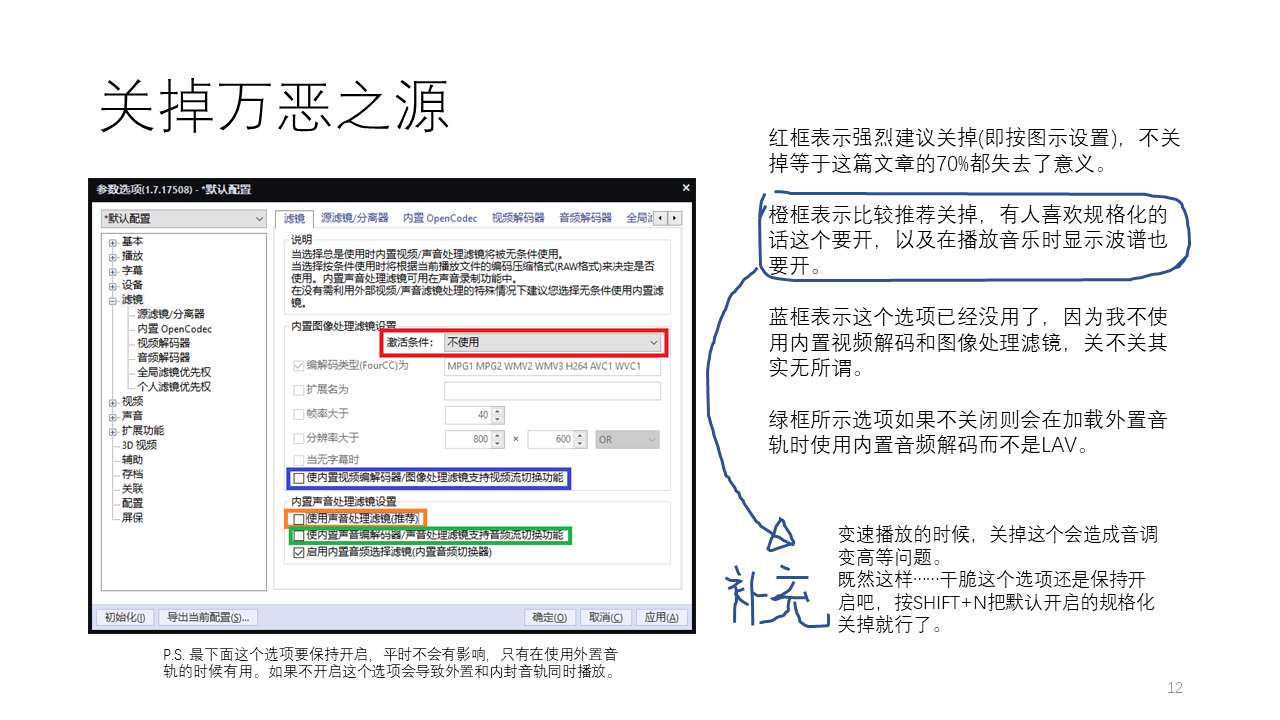 关掉万恶之源
红框表示强烈建议关掉(即按图示设置)，不关
掉等于这篇文章的70%都失去了意义。
橙框表示比较推荐关掉，有人喜欢规格化的
话这个要开，以及在播放音乐时显示波谱也
要开。
蓝框表示这个选项已经没用了，因为我不使
用内置视频解码和图像处理滤镜，关不关其
实无所谓。
绿框所示选项如果不关闭则会在加载外置音
轨时使用内置音频解码而不是LAV。
补充
变速播放的时候，关掉这个会造成音调
变高等问题。
既然这样……干脆这个选项还是保持开
启吧，按SHIFT+N把默认开启的规格化
关掉就行了。
参数选项(1.7.17508) - *默认配置
*默认配置
基本
播放
字幕
设备
滤镜
源滤镜/分离器
内置 OpenCodec
视频解码器
音频解码器
全局滤镜优先权
个人滤镜优先权
视频
声音
扩展功能
3D 视频
辅助
存档
关联
配置
屏保
滤镜 源滤镜/分离器 内置 OpenCodec 视频解码器 音频解码器 全局滤
说明
当选择总是使用时内置视频/声音处理滤镜将被无条件使用。
当选择按条件使用时将根据当前播放文件的编码压缩格式(RAW格式)来决定是否
使用。内置声音处理滤镜可用在声音录制功能中。
在没有需利用外部视频/声音滤镜处理的特殊情况下建议您选择无条件使用内置滤
镜。
内置图像处理滤镜设置
激活条件： 不使用
编解码类型(FourCC)为 MPG1 MPG2 WMV2 WMV3 H264 AVC1 WVC1
扩展名为
帧率大于 40
分辨率大于 800 × 600 OR
当无字幕时
使内置视频编解码器/图像处理滤镜支持视频流切换功能
内置声音处理滤镜设置
使用声音处理滤镜(推荐)
使内置声音编解码器/声音处理滤镜支持音频流切换功能
启用内置音频选择滤镜(内置音频切换器)
初始化(I) 导出当前配置(S)... 确定(O) 取消(C) 应用(A)
P.S. 最下面这个选项要保持开启，平时不会有影响，只有在使用外置音
轨的时候有用。如果不开启这个选项会导致外置和内封音轨同时播放。
12